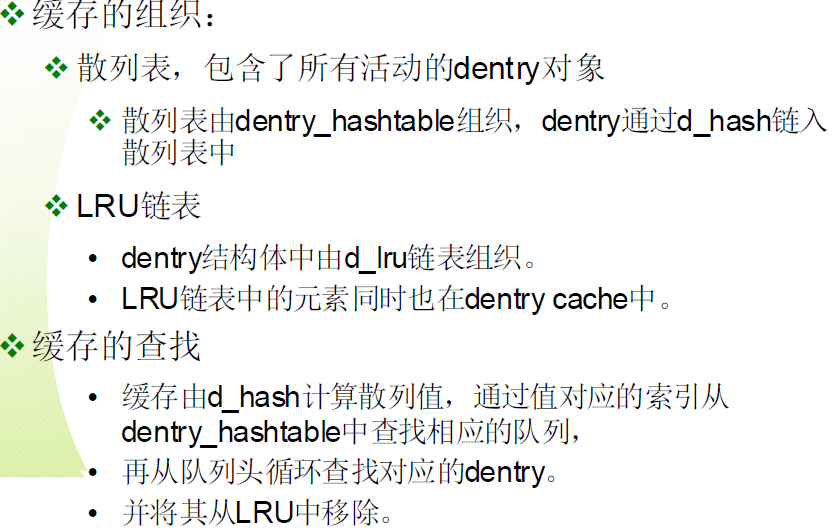 缓存的组织：
散列表，包含了所有活动的dentry对象
散列表由dentry_hashtable组织，dentry通过d_hash链入
散列表中
LRU链表
dentry结构体中由d_lru链表组织。
LRU链表中的元素同时也在dentry cache中。
缓存的查找
缓存由d_hash计算散列值，通过值对应的索引从
dentry_hashtable中查找相应的队列，
再从队列头循环查找对应的dentry。
并将其从LRU中移除。